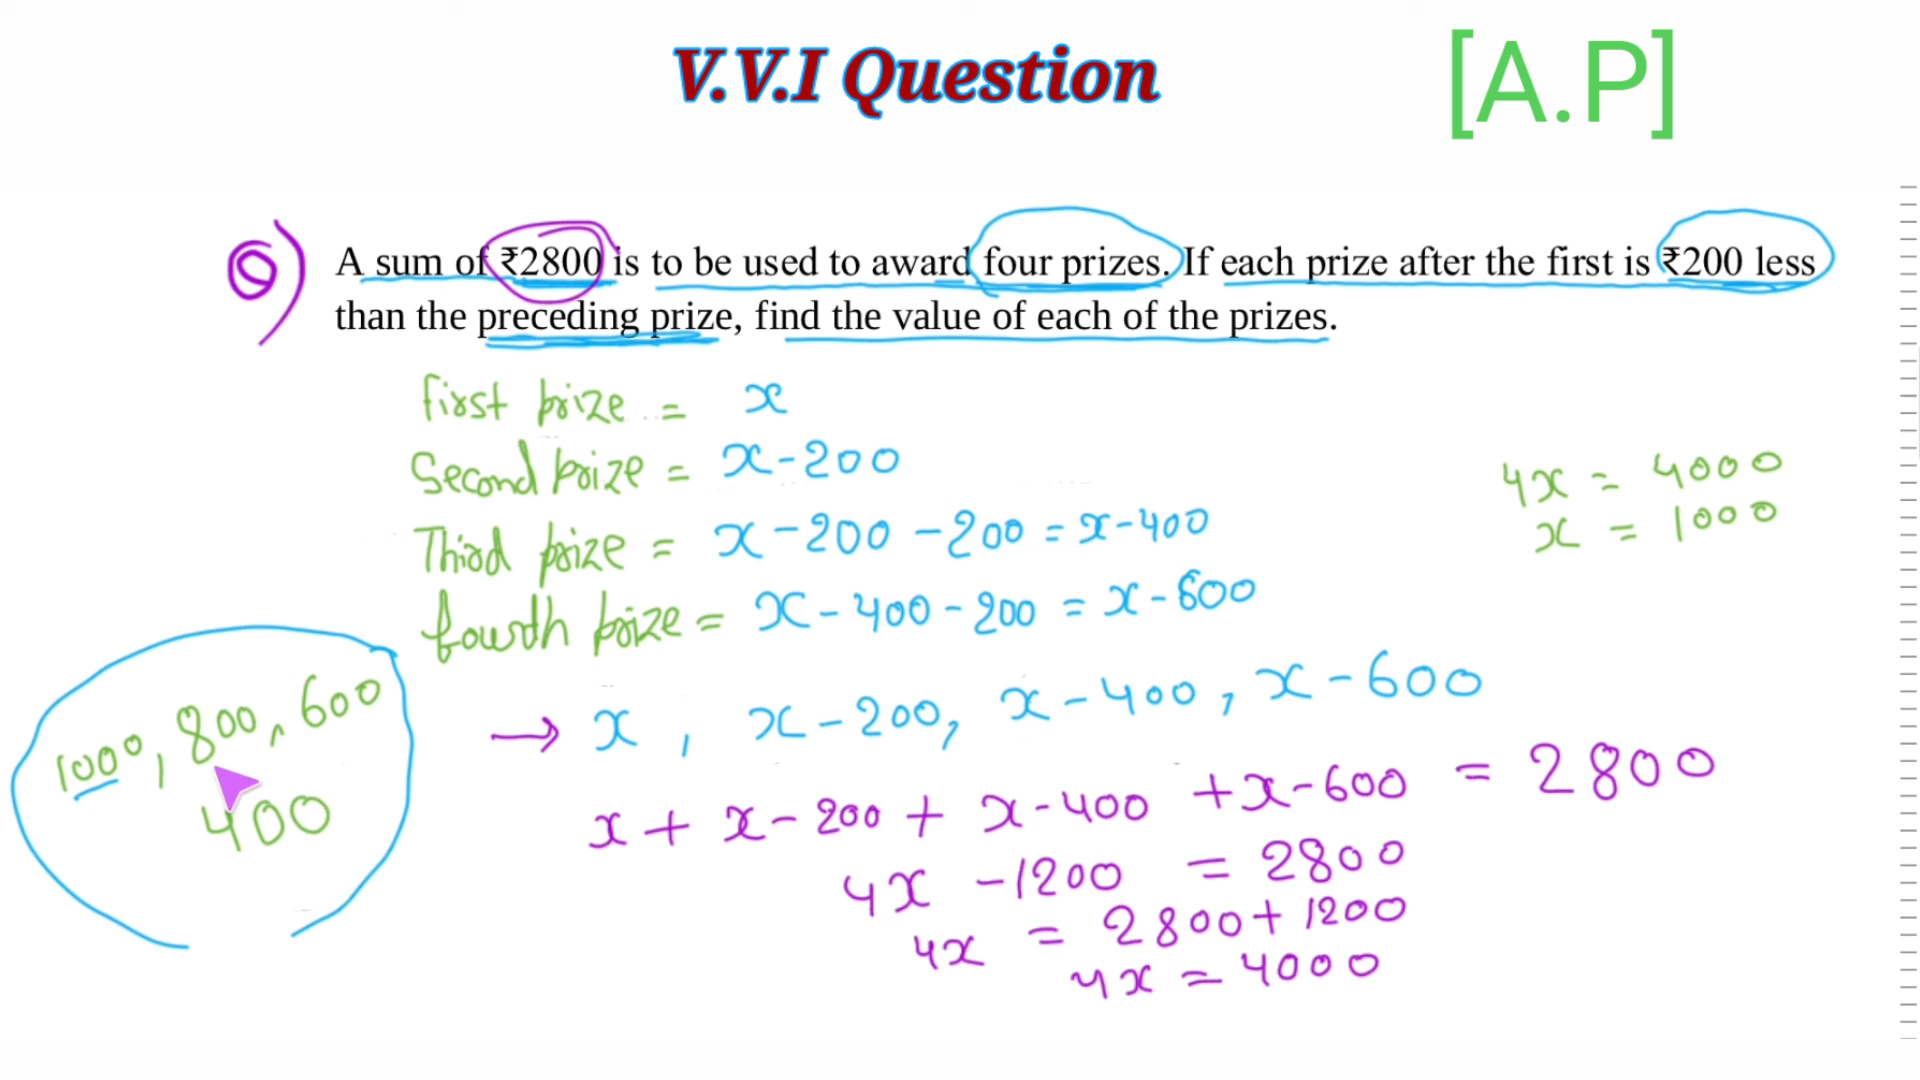 V.V.I Question
[A.P]
Q) A sum of ₹2800 is to be used to award four prizes. If each prize after the first is ₹200 less
than the preceding prize, find the value of each of the prizes.
first prize = x
Second prize = x-200
Third prize = x-200-200 = x-400
fourth prize = x-400-200 = x-600
→ x, x-200, x-400, x-600
x+x-200+x-400+x-600 = 2800
4x-1200 = 2800
4x = 2800+1200
4x = 4000
4x = 4000
x = 1000
1000, 800, 600
400